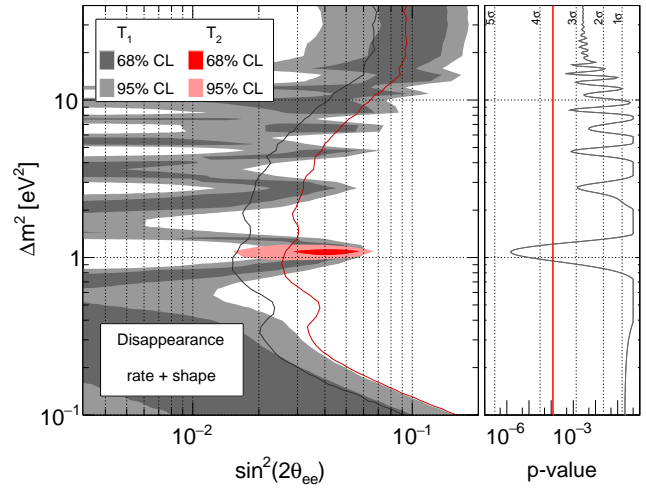 T₁ T₂
68% CL 68% CL
95% CL 95% CL
5σ 4σ 3σ 2σ 1σ
10
1
10⁻¹
Δm² [eV²]
Disappearance
rate + shape
10⁻² 10⁻¹
sin²(2θₑₑ)
10⁻⁶ 10⁻³
p-value